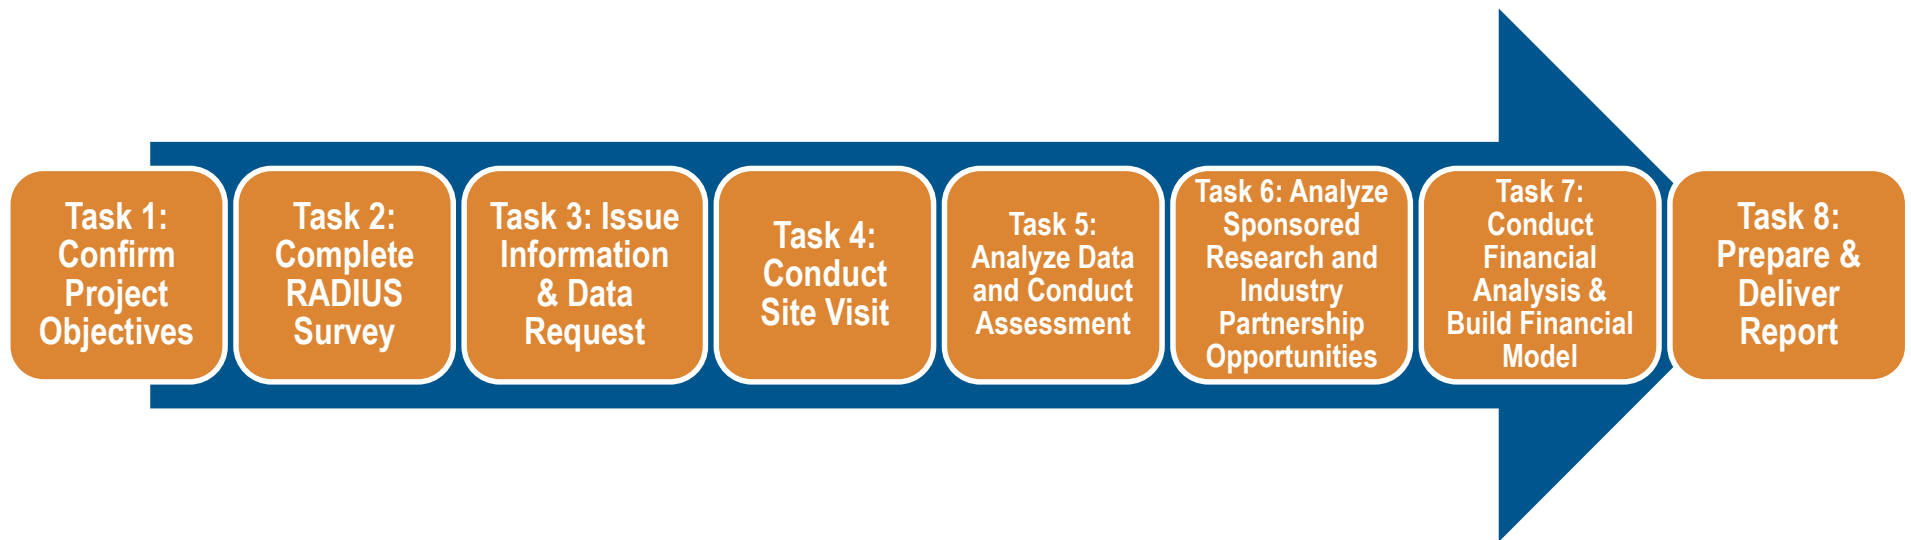 Task 1:
Confirm
Project
Objectives
Task 2:
Complete
RADIUS
Survey
Task 3: Issue
Information
& Data
Request
Task 4:
Conduct
Site Visit
Task 5:
Analyze Data
and Conduct
Assessment
Task 6: Analyze
Sponsored
Research and
Industry
Partnership
Opportunities
Task 7:
Conduct
Financial
Analysis &
Build Financial
Model
Task 8:
Prepare &
Deliver
Report